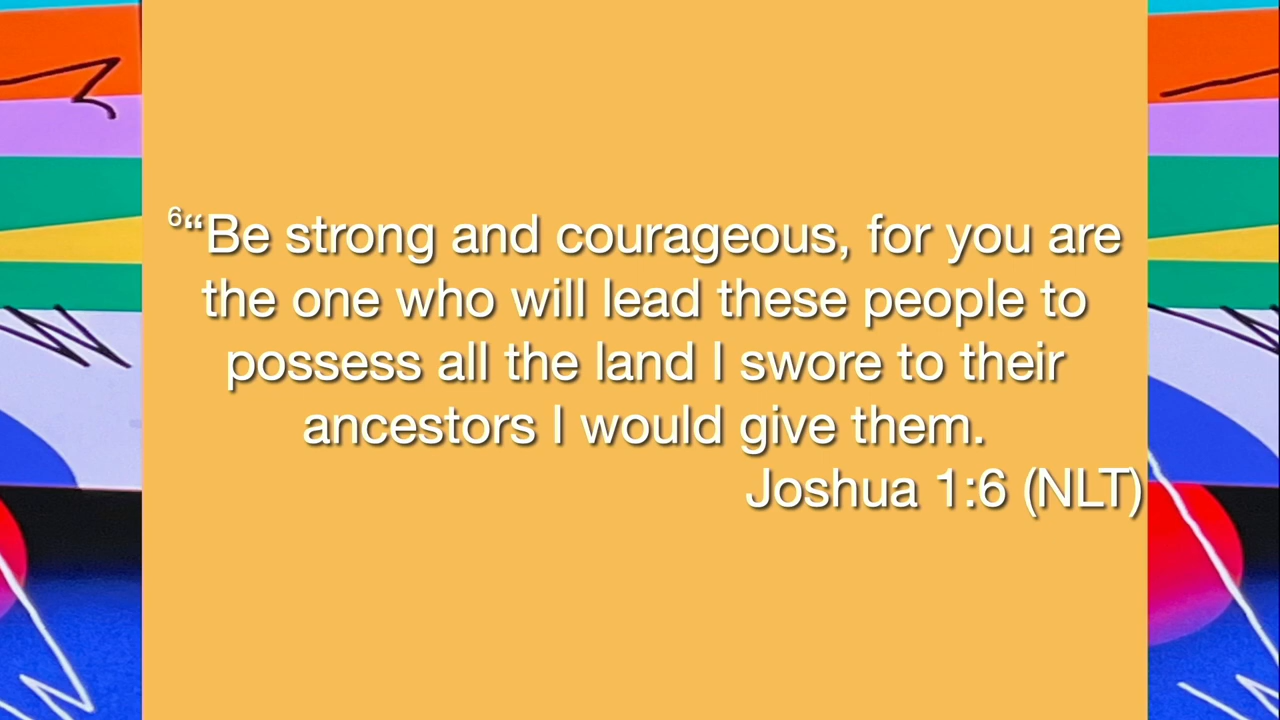 ⁶“Be strong and courageous, for you are
the one who will lead these people to
possess all the land I swore to their
ancestors I would give them.
Joshua 1:6 (NLT)